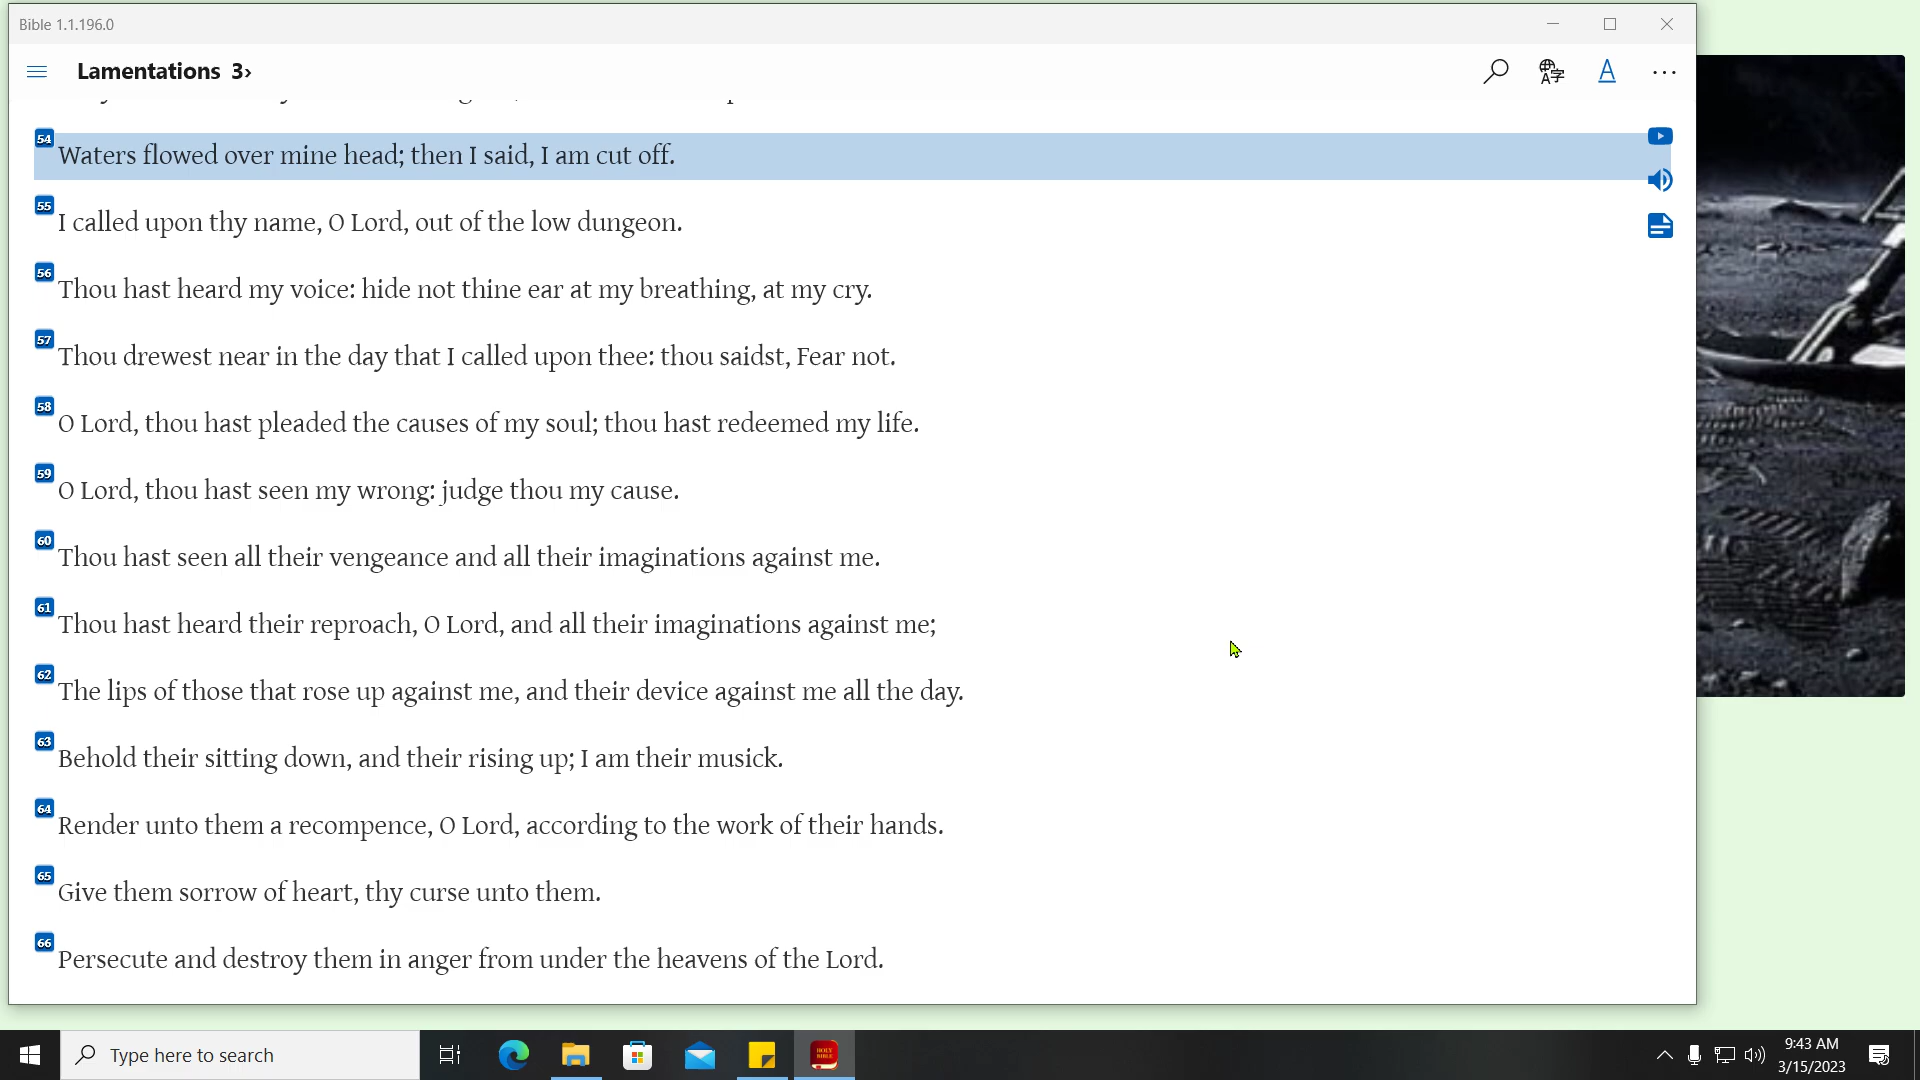 Bible 1.1.196.0
Lamentations 3›
54 Waters flowed over mine head; then I said, I am cut off.
55 I called upon thy name, O Lord, out of the low dungeon.
56 Thou hast heard my voice: hide not thine ear at my breathing, at my cry.
57 Thou drewest near in the day that I called upon thee: thou saidst, Fear not.
58 O Lord, thou hast pleaded the causes of my soul; thou hast redeemed my life.
59 O Lord, thou hast seen my wrong: judge thou my cause.
60 Thou hast seen all their vengeance and all their imaginations against me.
61 Thou hast heard their reproach, O Lord, and all their imaginations against me;
62 The lips of those that rose up against me, and their device against me all the day.
63 Behold their sitting down, and their rising up; I am their musick.
64 Render unto them a recompence, O Lord, according to the work of their hands.
65 Give them sorrow of heart, thy curse unto them.
66 Persecute and destroy them in anger from under the heavens of the Lord.
Type here to search
HOLY BIBLE
9:43 AM
3/15/2023